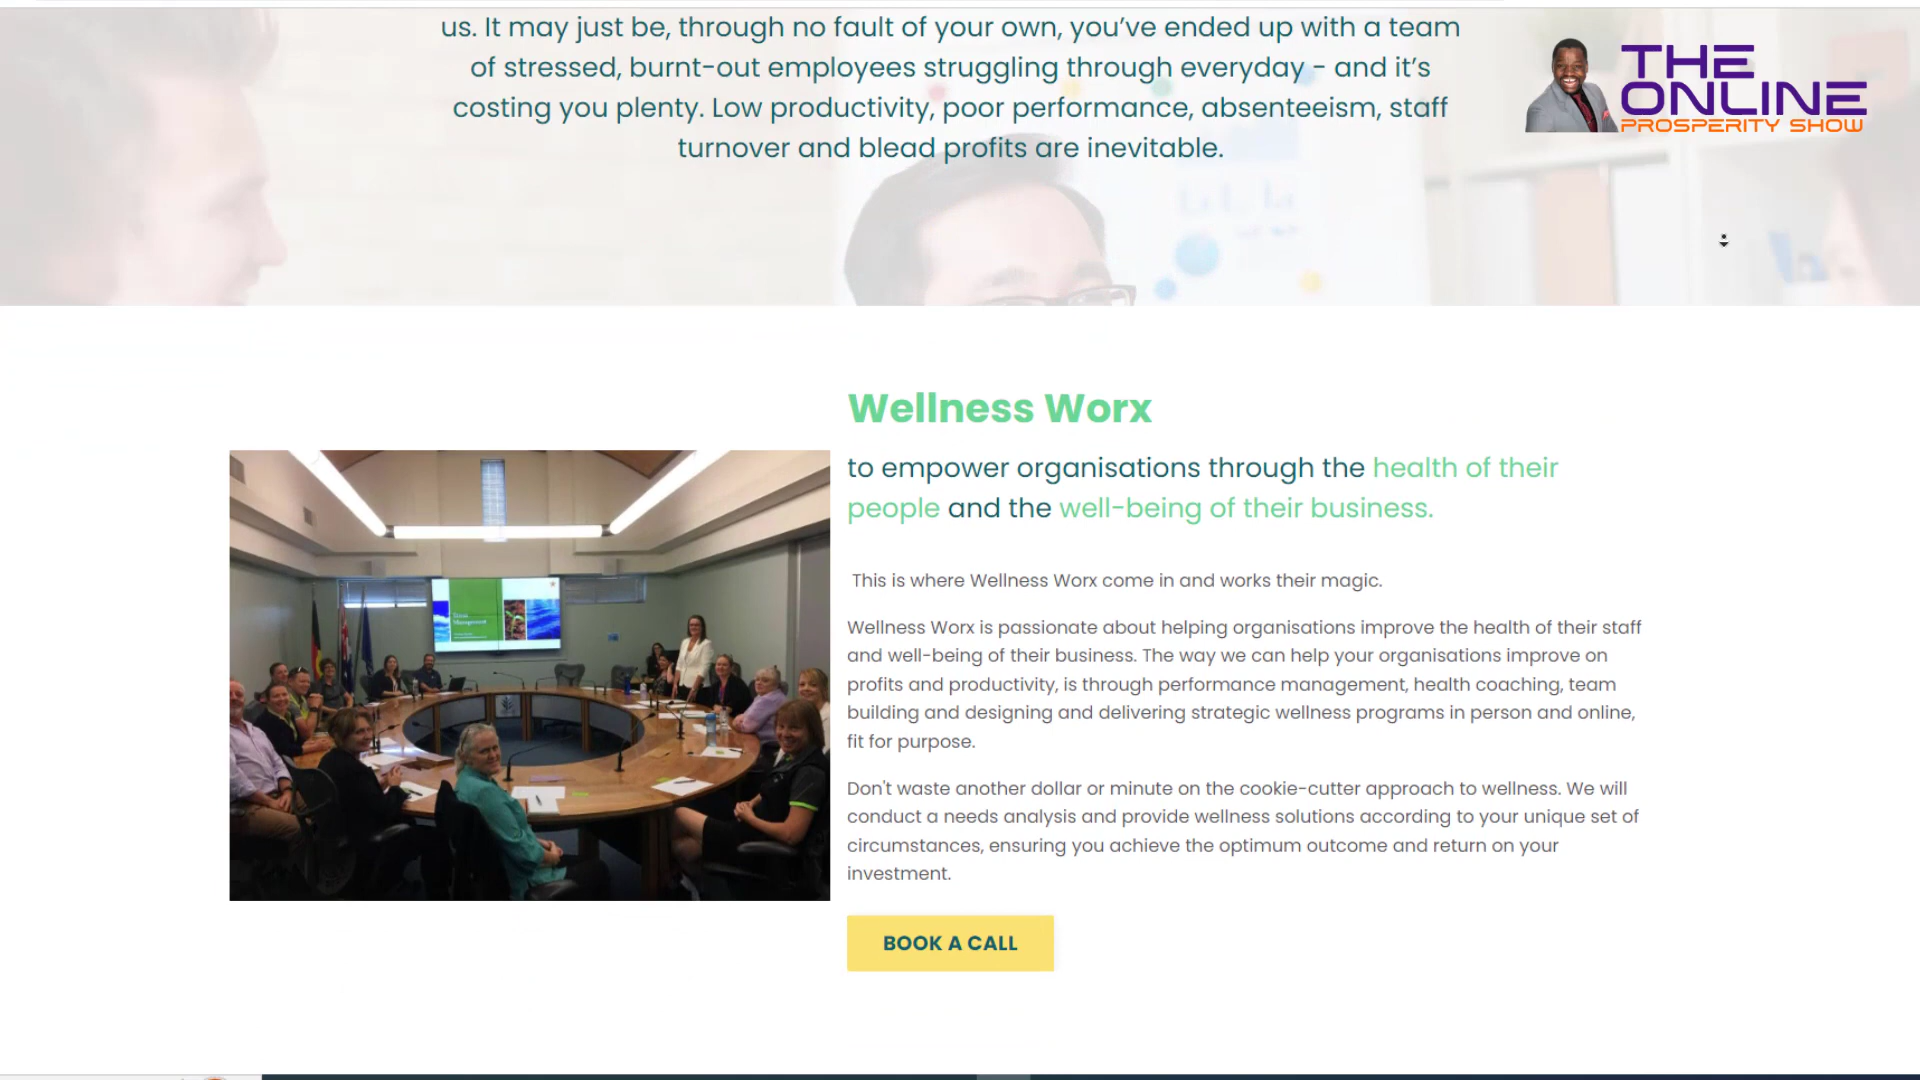 us. It may just be, through no fault of your own, you’ve ended up with a team
of stressed, burnt-out employees struggling through everyday - and it’s
costing you plenty. Low productivity, poor performance, absenteeism, staff
turnover and blead profits are inevitable.
THE
ONLINE
PROSPERITY SHOW
Wellness Worx
to empower organisations through the health of their
people and the well-being of their business.
This is where Wellness Worx come in and works their magic.
Wellness Worx is passionate about helping organisations improve the health of their staff
and well-being of their business. The way we can help your organisations improve on
profits and productivity, is through performance management, health coaching, team
building and designing and delivering strategic wellness programs in person and online,
fit for purpose.
Don't waste another dollar or minute on the cookie-cutter approach to wellness. We will
conduct a needs analysis and provide wellness solutions according to your unique set of
circumstances, ensuring you achieve the optimum outcome and return on your
investment.
BOOK A CALL